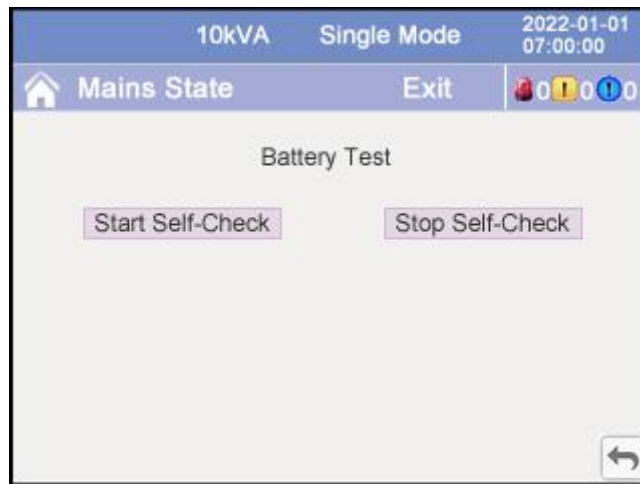 10kVA Single Mode 2022-01-01
07:00:00
Mains State Exit 0 ! 0 ! 0
Battery Test
Start Self-Check Stop Self-Check